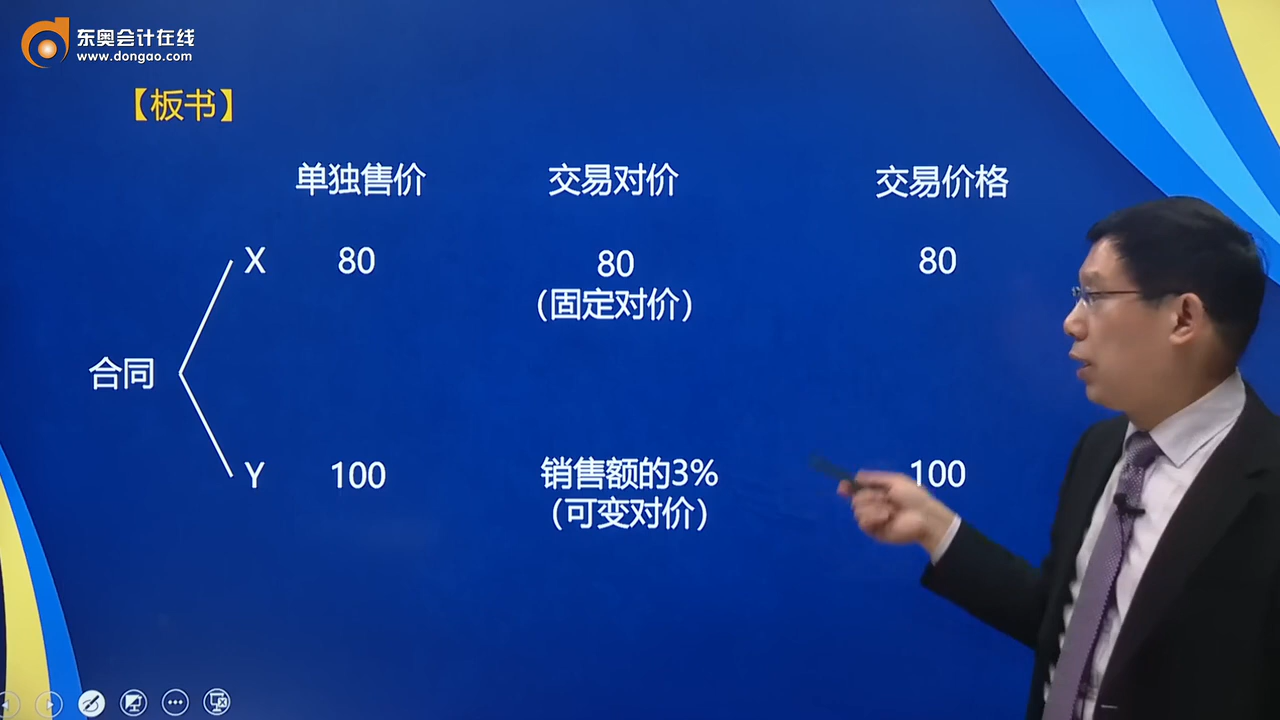 东奥会计在线
www.dongao.com
【板书】
单独售价 交易对价 交易价格
X 80 80 80
(固定对价)
合同
Y 100 销售额的3% 100
(可变对价)